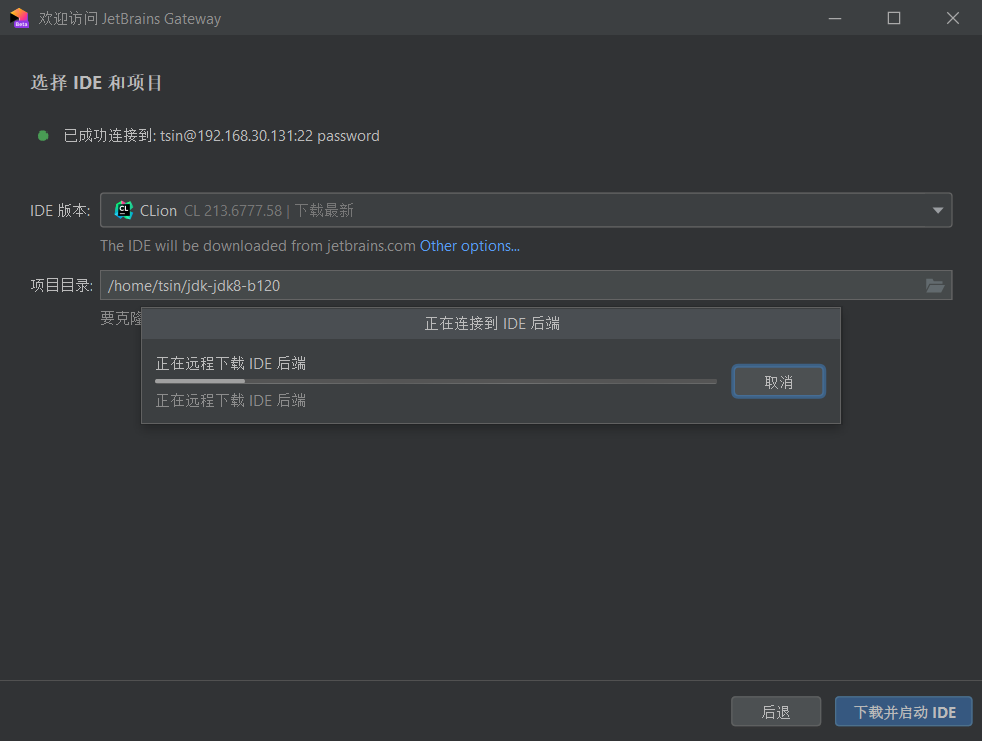 欢迎访问 JetBrains Gateway
选择 IDE 和项目
已成功连接到: tsin@192.168.30.131:22 password
IDE 版本: CLion CL 213.6777.58 | 下载最新
The IDE will be downloaded from jetbrains.com Other options...
项目目录: /home/tsin/jdk-jdk8-b120
要克隆
正在连接到 IDE 后端
正在远程下载 IDE 后端
取消
正在远程下载 IDE 后端
后退 下载并启动 IDE